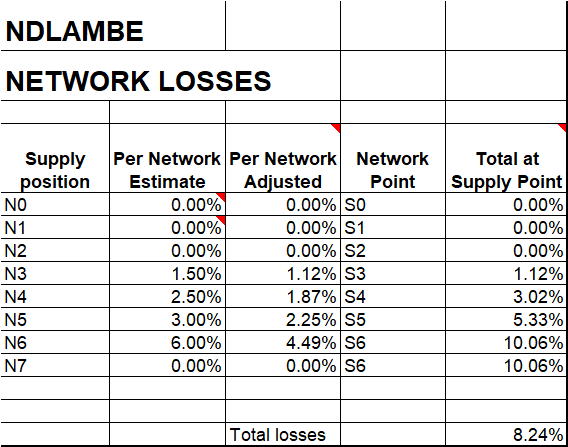 NDLAMBE
NETWORK LOSSES
Supply position Per Network Estimate Per Network Adjusted Network Point Total at Supply Point
N0 0.00% 0.00% S0 0.00%
N1 0.00% 0.00% S1 0.00%
N2 0.00% 0.00% S2 0.00%
N3 1.50% 1.12% S3 1.12%
N4 2.50% 1.87% S4 3.02%
N5 3.00% 2.25% S5 5.33%
N6 6.00% 4.49% S6 10.06%
N7 0.00% 0.00% S6 10.06%
Total losses 8.24%